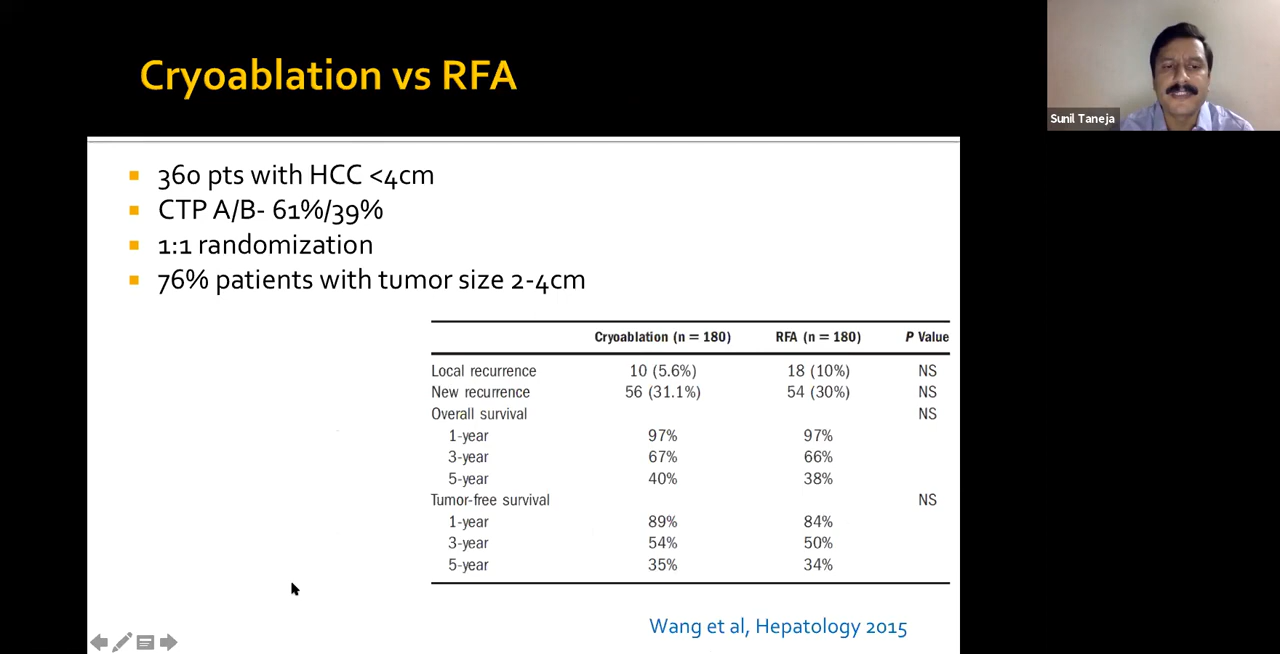 Cryoablation vs RFA
Sunil Taneja
360 pts with HCC <4cm
CTP A/B- 61%/39%
1:1 randomization
76% patients with tumor size 2-4cm
Cryoablation (n = 180) RFA (n = 180) P Value
Local recurrence 10 (5.6%) 18 (10%) NS
New recurrence 56 (31.1%) 54 (30%) NS
Overall survival NS
1-year 97% 97%
3-year 67% 66%
5-year 40% 38%
Tumor-free survival NS
1-year 89% 84%
3-year 54% 50%
5-year 35% 34%
Wang et al, Hepatology 2015